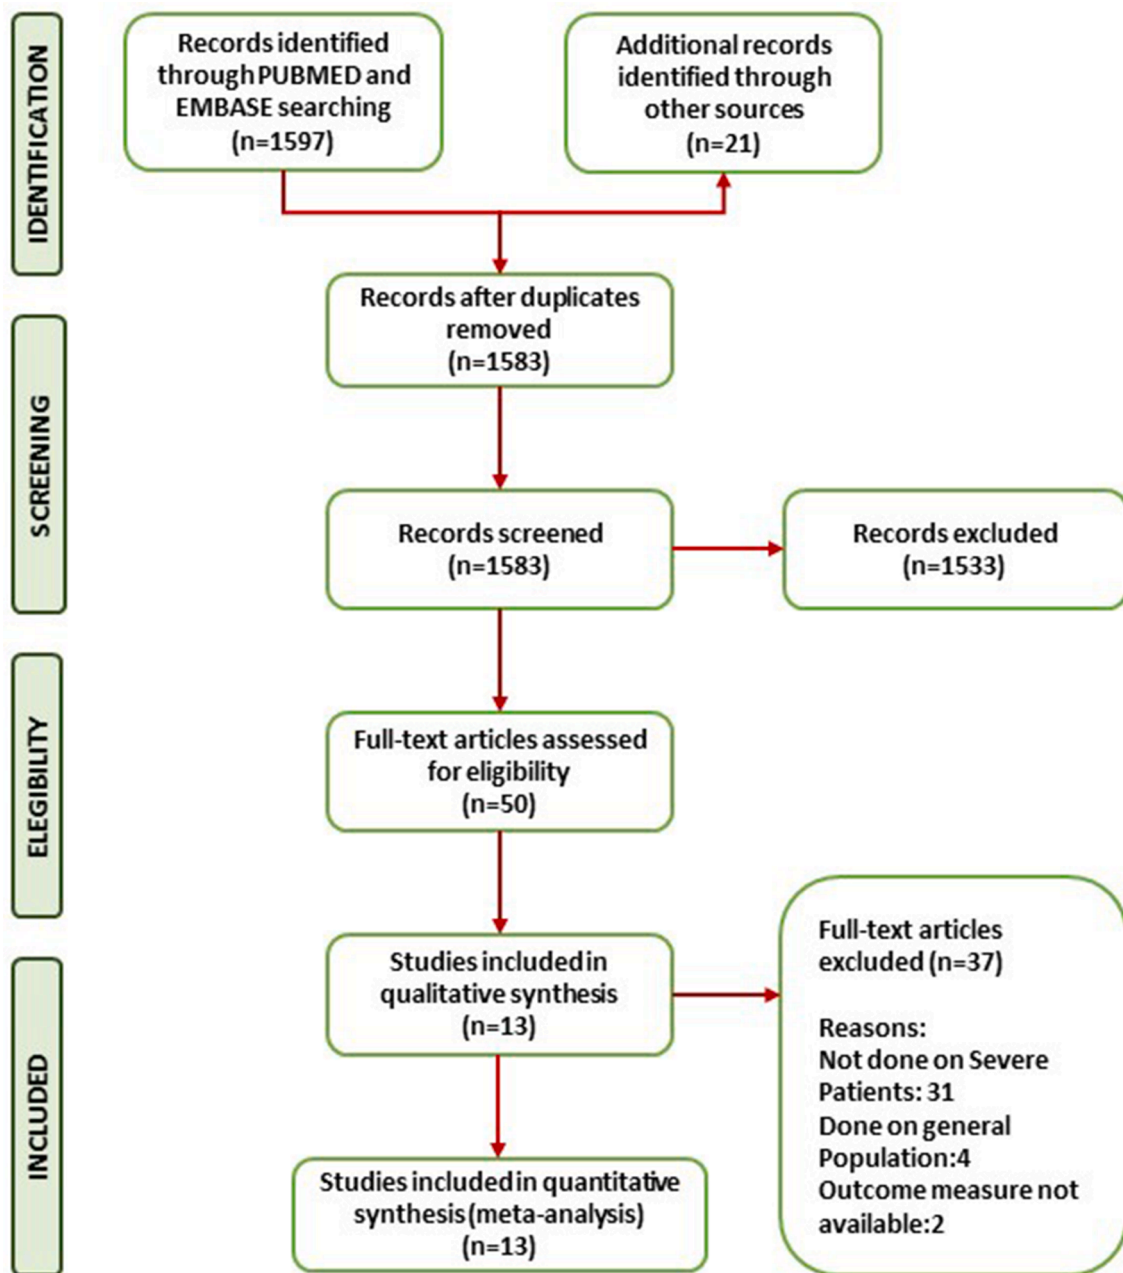 IDENTIFICATION
Records identified
through PUBMED and
EMBASE searching
(n=1597)
Additional records
identified through
other sources
(n=21)
Records after duplicates
removed
(n=1583)
SCREENING
Records screened
(n=1583)
Records excluded
(n=1533)
ELEGIBILITY
Full-text articles assessed
for eligibility
(n=50)
INCLUDED
Studies included in
qualitative synthesis
(n=13)
Full-text articles
excluded (n=37)
Reasons:
Not done on Severe
Patients: 31
Done on general
Population:4
Outcome measure not
available:2
Studies included in quantitative
synthesis (meta-analysis)
(n=13)